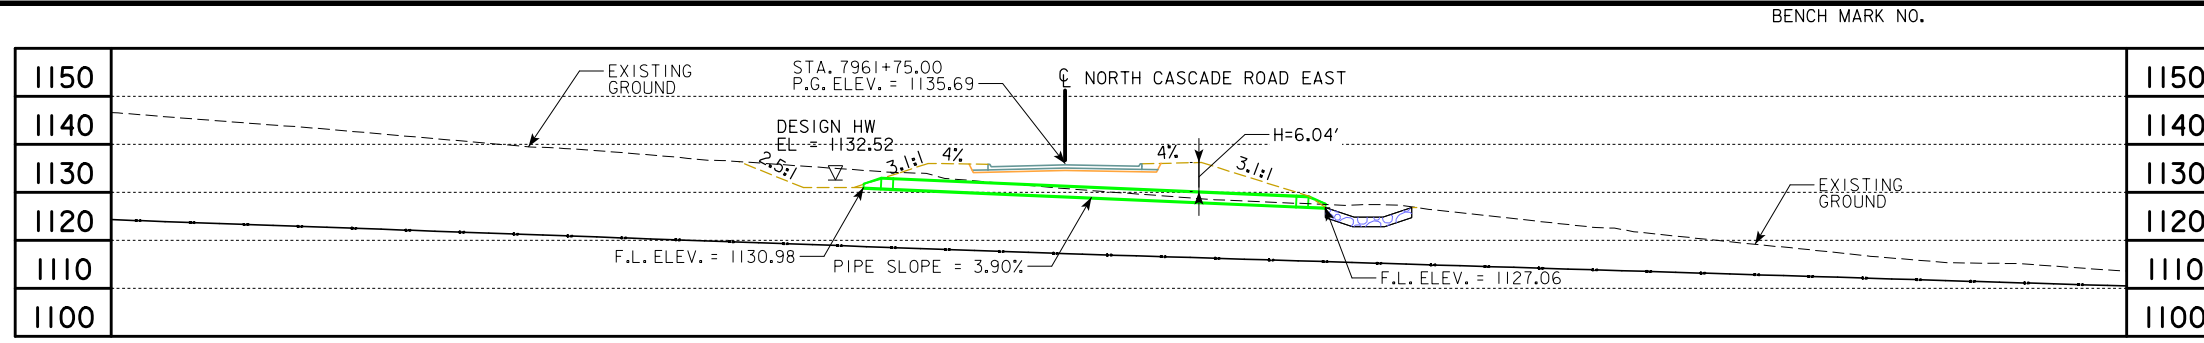 BENCH MARK NO.
1150
EXISTING
GROUND
STA. 7961+75.00
P.G. ELEV. = 1135.69
℄ NORTH CASCADE ROAD EAST
1150
1140
DESIGN HW
EL = 1132.52
H=6.04'
1140
1130
2.5:1
3.1:1
4%
4%
3.1:1
1130
EXISTING
GROUND
1120
1120
F.L. ELEV. = 1130.98
PIPE SLOPE = 3.90%
F.L. ELEV. = 1127.06
1110
1110
1100
1100